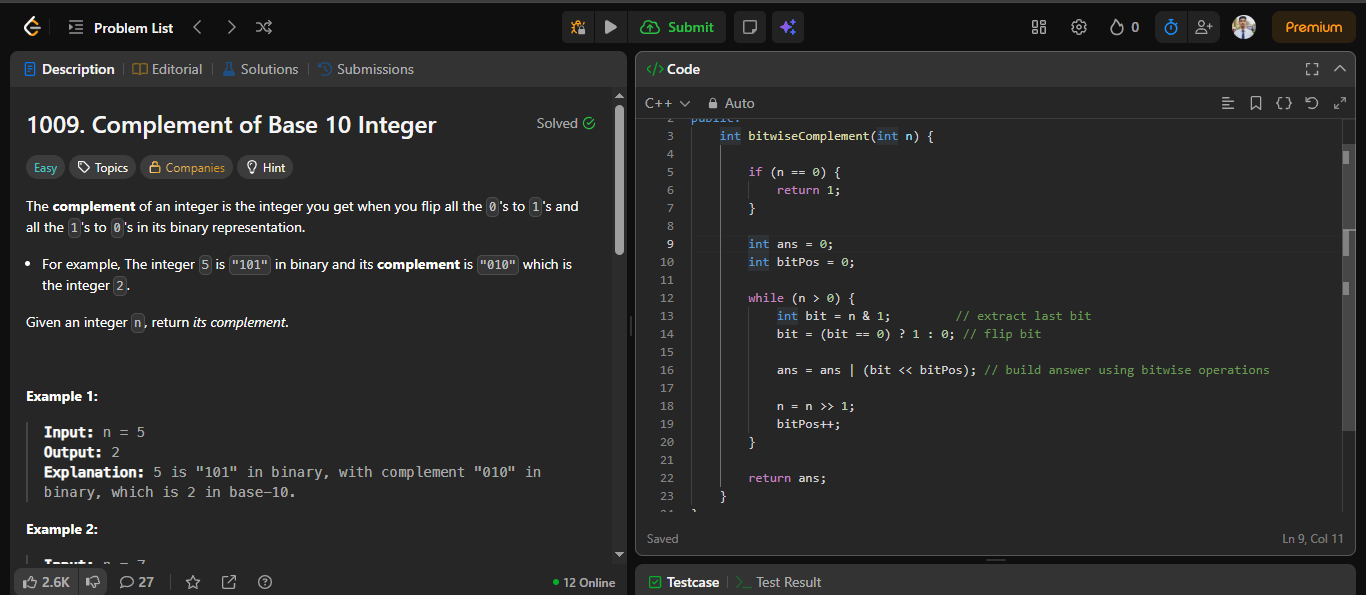 Problem List
Submit
0
Premium
Description
Editorial
Solutions
Submissions
1009. Complement of Base 10 Integer
Solved
Easy
Topics
Companies
Hint
The complement of an integer is the integer you get when you flip all the 0's to 1's and
all the 1's to 0's in its binary representation.
• For example, The integer 5 is "101" in binary and its complement is "010" which is
the integer 2.
Given an integer n, return its complement.
Example 1:
Input: n = 5
Output: 2
Explanation: 5 is "101" in binary, with complement "010" in
binary, which is 2 in base-10.
Example 2:
Input: n = 7
2.6K
27
12 Online
</> Code
C++
Auto
2 public:
3 int bitwiseComplement(int n) {
4
5 if (n == 0) {
6 return 1;
7 }
8
9 int ans = 0;
10 int bitPos = 0;
11
12 while (n > 0) {
13 int bit = n & 1; // extract last bit
14 bit = (bit == 0) ? 1 : 0; // flip bit
15
16 ans = ans | (bit << bitPos); // build answer using bitwise operations
17
18 n = n >> 1;
19 bitPos++;
20 }
21
22 return ans;
23 }
Saved
Ln 9, Col 11
Testcase
>_ Test Result